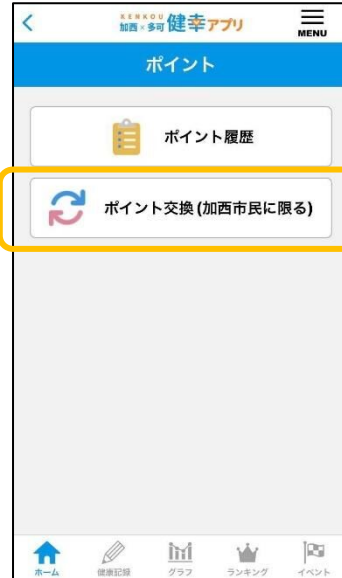 KENKOU
加西×多可 健幸アプリ
MENU
ポイント
ポイント履歴
ポイント交換(加西市民に限る)
ホーム
健康記録
グラフ
ランキング
イベント